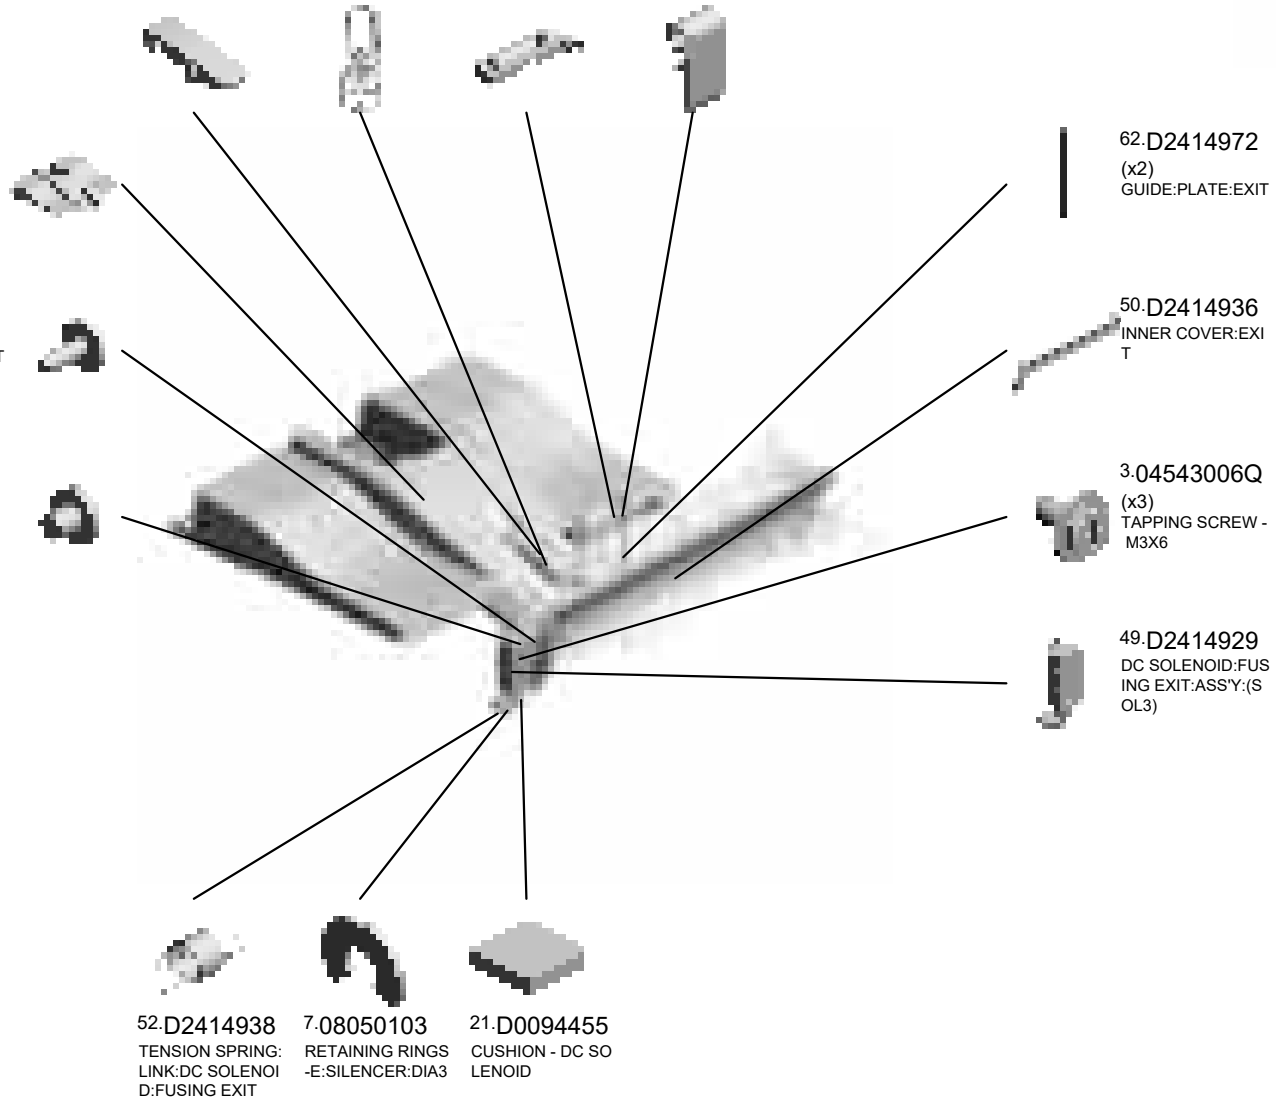 62.D2414972
(x2)
GUIDE:PLATE:EXIT
50.D2414936
INNER COVER:EXI
T
T
3.04543006Q
(x3)
TAPPING SCREW -
M3X6
49.D2414929
DC SOLENOID:FUS
ING EXIT:ASS'Y:(S
OL3)
52.D2414938
TENSION SPRING:
LINK:DC SOLENOI
D:FUSING EXIT
7.08050103
RETAINING RINGS
-E:SILENCER:DIA3
21.D0094455
CUSHION - DC SO
LENOID